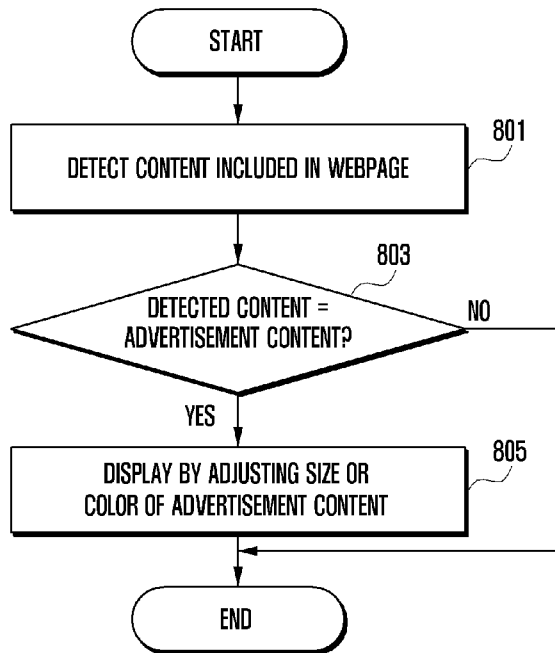 START
801
DETECT CONTENT INCLUDED IN WEBPAGE
803
DETECTED CONTENT =
ADVERTISEMENT CONTENT?
NO
YES
805
DISPLAY BY ADJUSTING SIZE OR
COLOR OF ADVERTISEMENT CONTENT
END